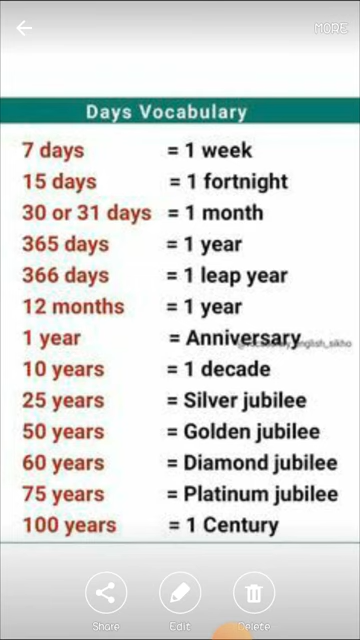 MORE
Days Vocabulary
7 days = 1 week
15 days = 1 fortnight
30 or 31 days = 1 month
365 days = 1 year
366 days = 1 leap year
12 months = 1 year
1 year = Anniversary
10 years = 1 decade
25 years = Silver jubilee
50 years = Golden jubilee
60 years = Diamond jubilee
75 years = Platinum jubilee
100 years = 1 Century
Share Edit Delete